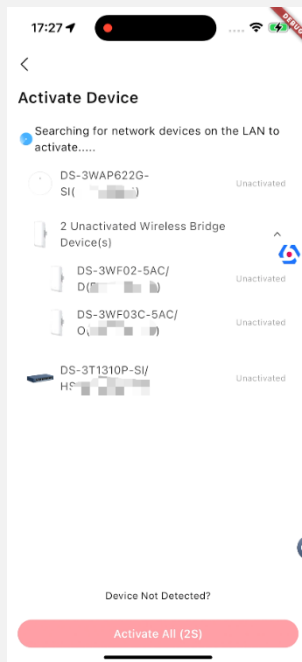 17:27
DEBUG
Activate Device
Searching for network devices on the LAN to
activate.....
DS-3WAP622G-
SI(
Unactivated
2 Unactivated Wireless Bridge
Device(s)
DS-3WF02-5AC/
Unactivated
DS-3WF03C-5AC/
Unactivated
DS-3T1310P-SI/
Unactivated
Device Not Detected?
Activate All (2S)